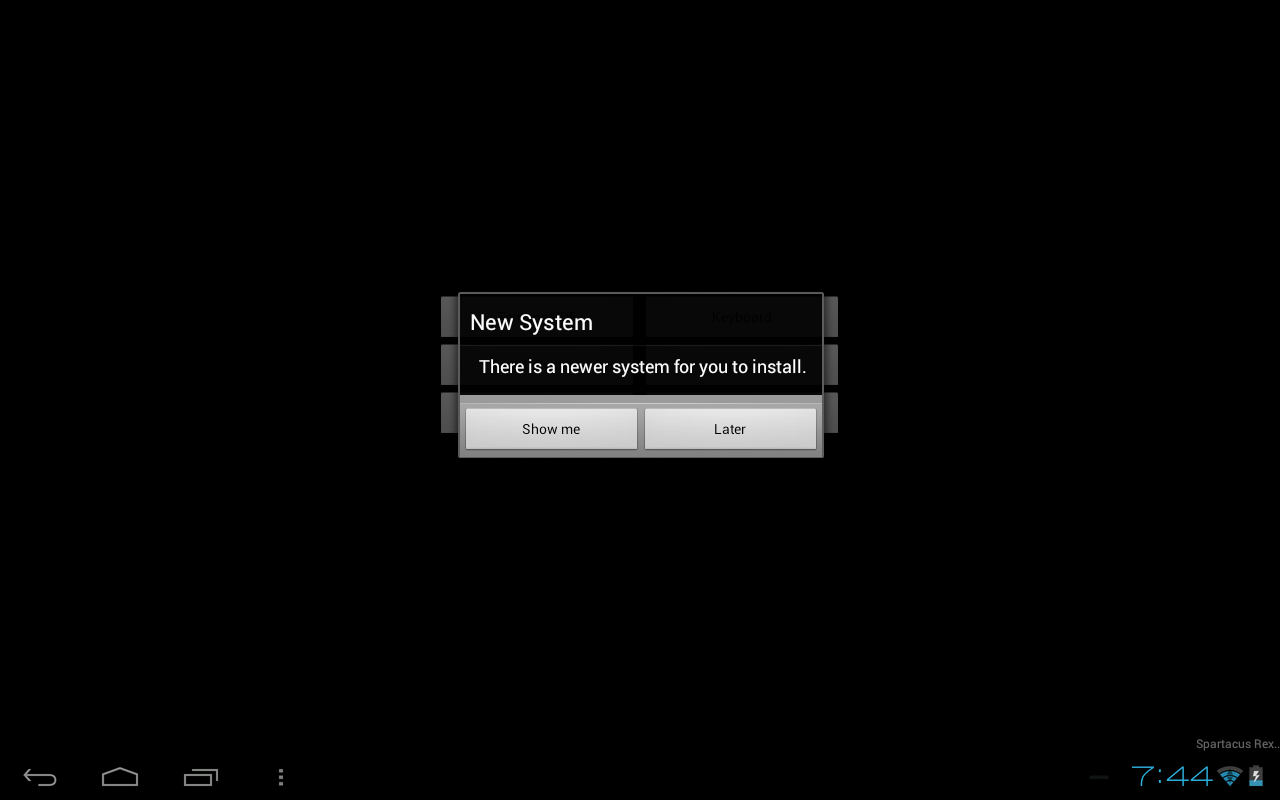 Keyboard
New System
There is a newer system for you to install.
Show me
Later
Spartacus Rex..
7:44